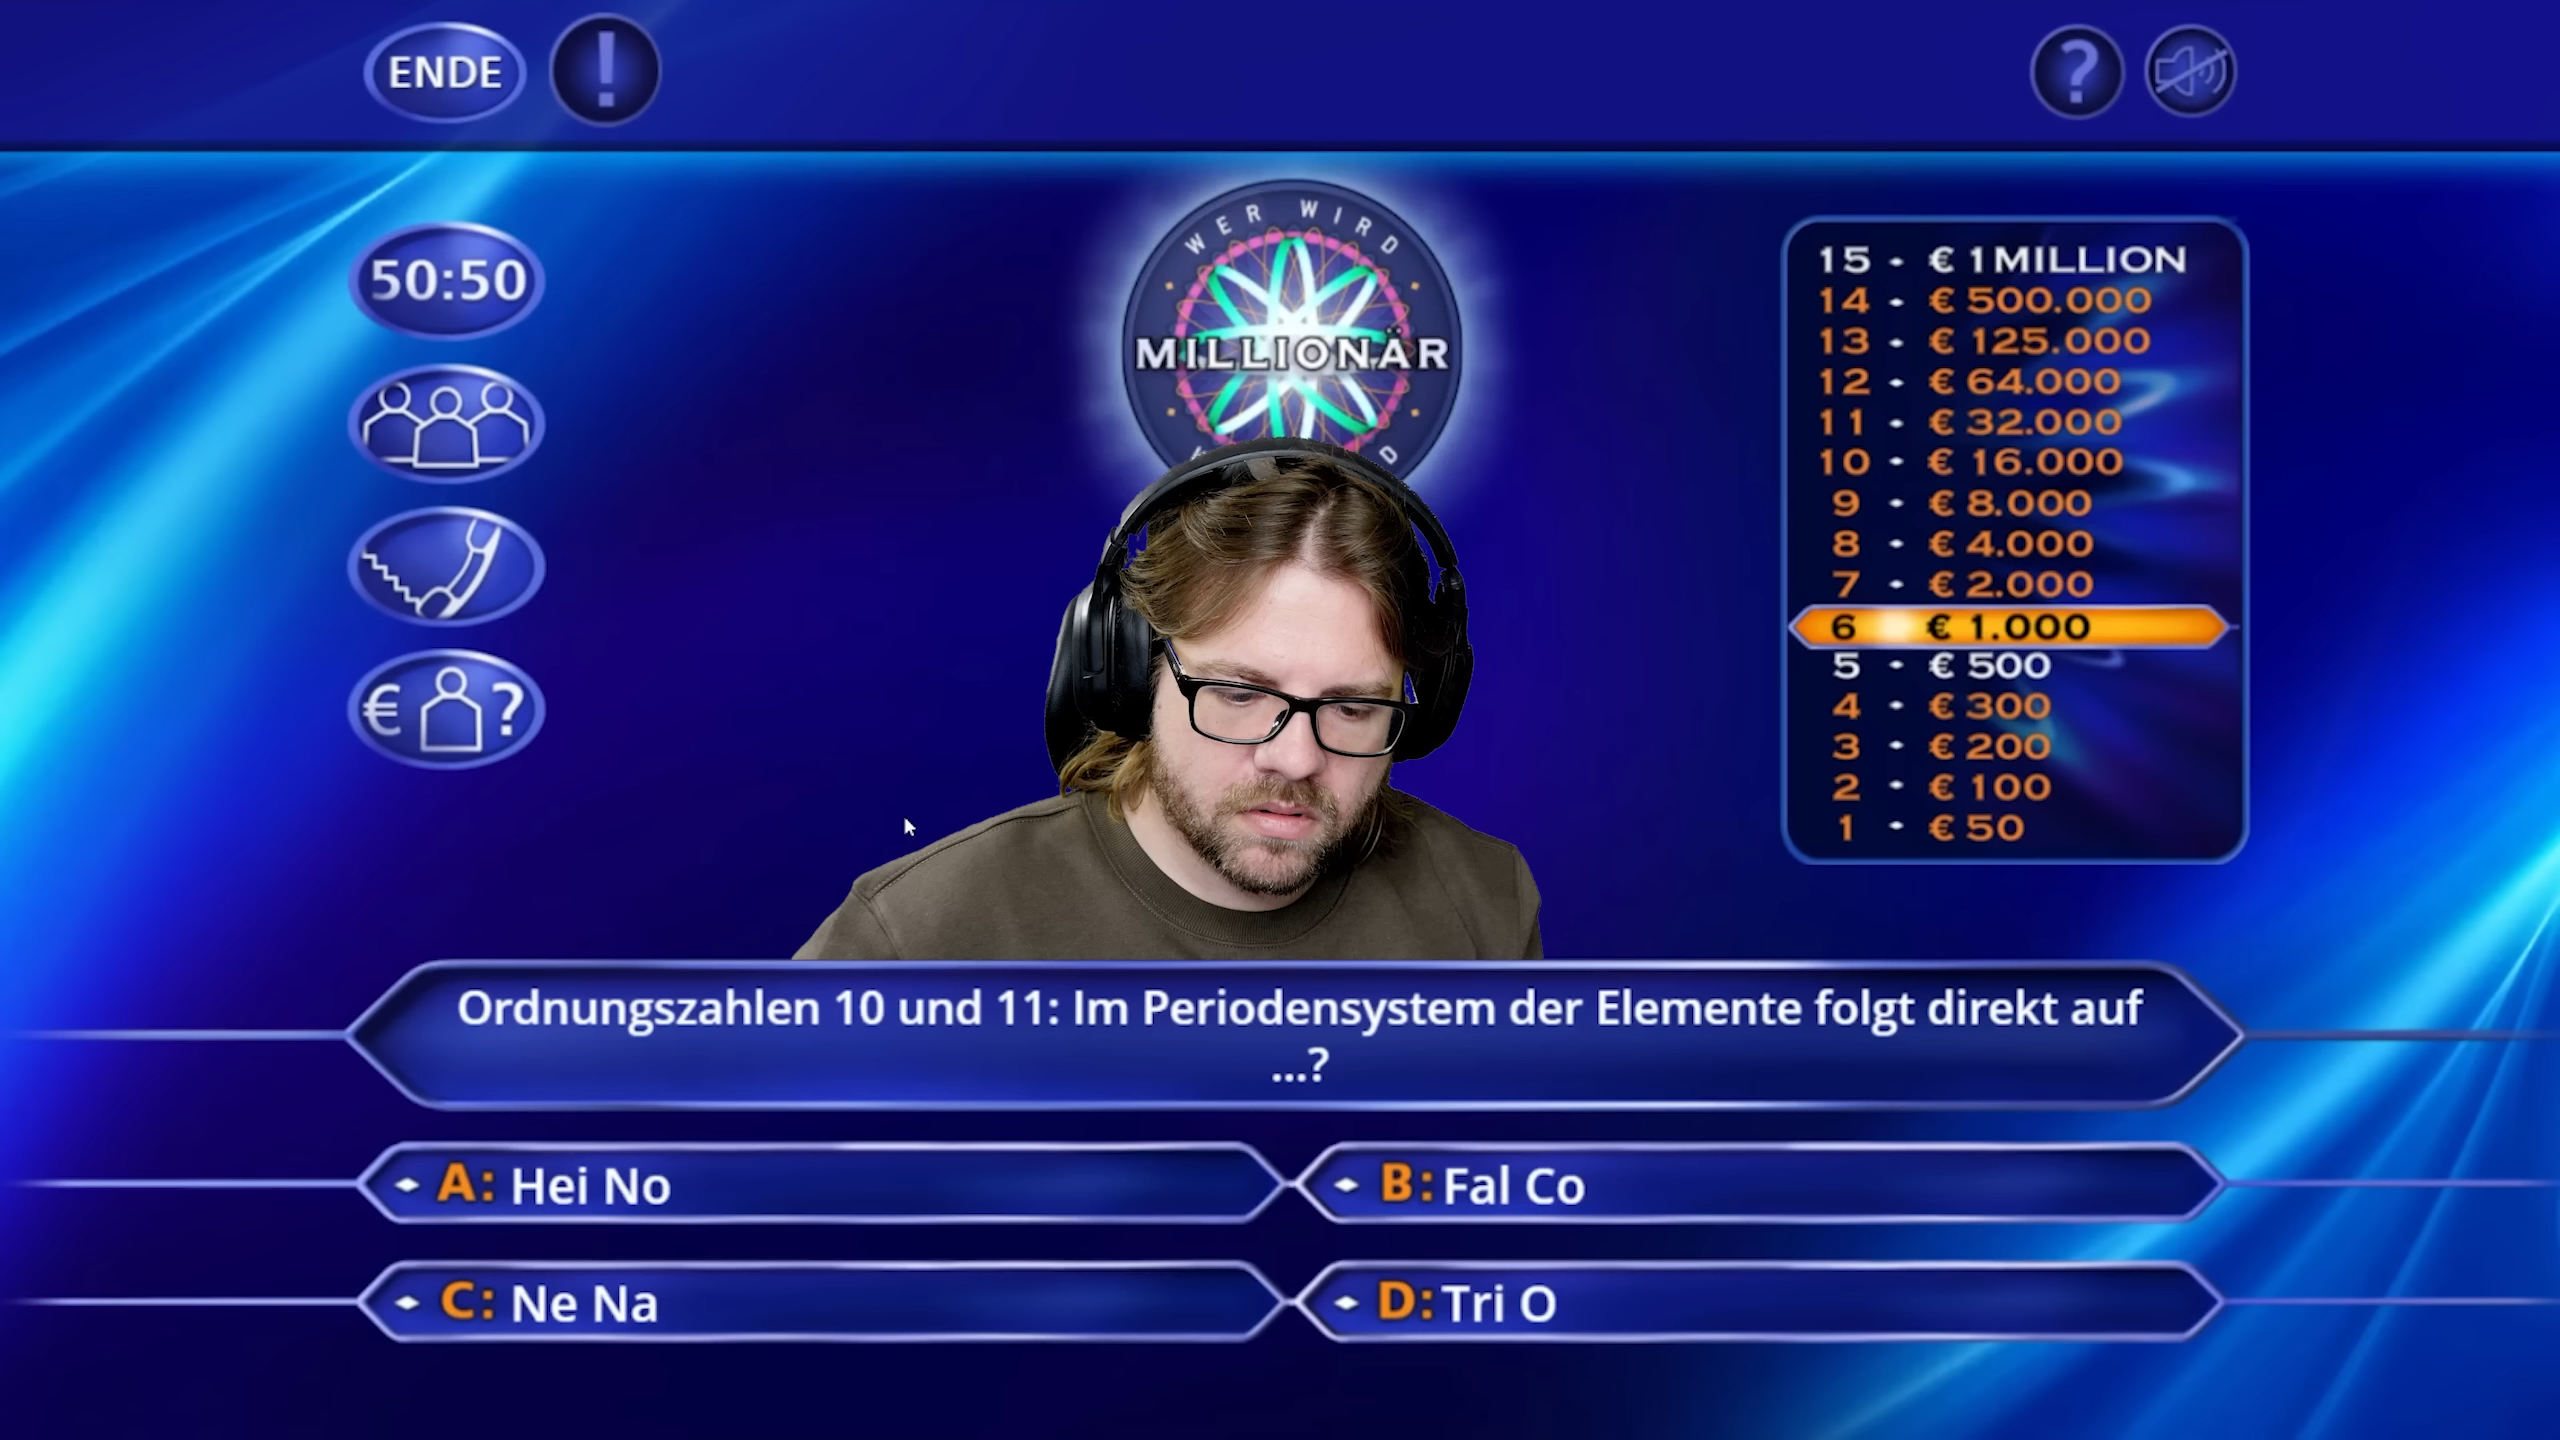 ENDE
!
?
WER WIRD
MILLIONÄR
D
50:50
€ ?
15 · € 1 MILLION
14 · € 500.000
13 · € 125.000
12 · € 64.000
11 · € 32.000
10 · € 16.000
9 · € 8.000
8 · € 4.000
7 · € 2.000
6 € 1.000
5 · € 500
4 · € 300
3 · € 200
2 · € 100
1 · € 50
Ordnungszahlen 10 und 11: Im Periodensystem der Elemente folgt direkt auf
...?
A: Hei No
B: Fal Co
C: Ne Na
D: Tri O